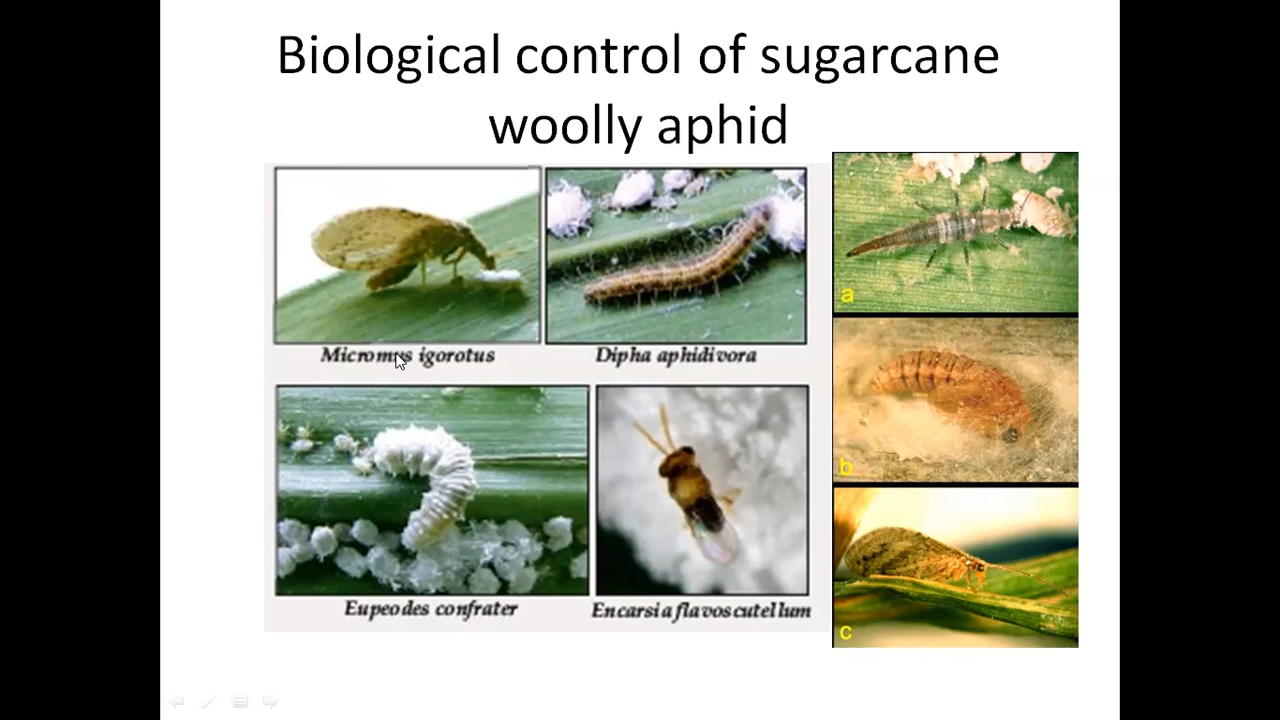 Biological control of sugarcane
woolly aphid
Micromus igorotus
Dipha aphidivora
Eupeodes confrater
Encarsia flavoscutellum
a
b
c